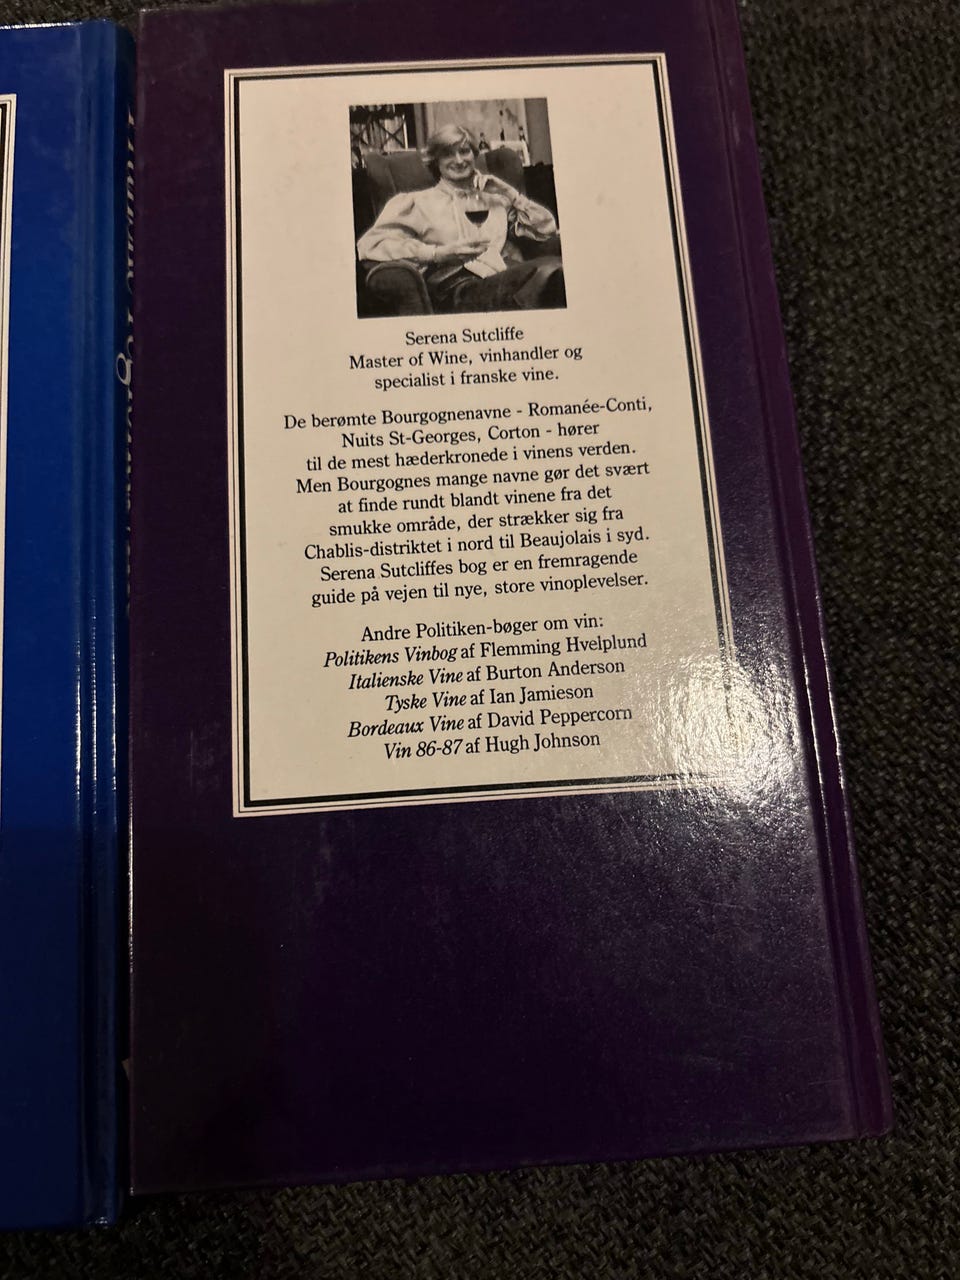 Serena Sutcliffe
Master of Wine, vinhandler og
specialist i franske vine.
De berømte Bourgognenavne - Romanée-Conti,
Nuits St-Georges, Corton - hører
til de mest hæderkronede i vinens verden.
Men Bourgognes mange navne gør det svært
at finde rundt blandt vinene fra det
smukke område, der strækker sig fra
Chablis-distriktet i nord til Beaujolais i syd.
Serena Sutcliffes bog er en fremragende
guide på vejen til nye, store vinoplevelser.
Andre Politiken-bøger om vin:
Politikens Vinbog af Flemming Hvelplund
Italienske Vine af Burton Anderson
Tyske Vine af Ian Jamieson
Bordeaux Vine af David Peppercorn
Vin 86-87 af Hugh Johnson